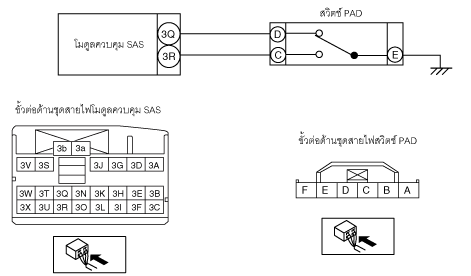 สวิตช์ PAD
โมดูลควบคุม SAS
3Q
3R
D
C
E
ขั้วต่อด้านชุดสายไฟโมดูลควบคุม SAS
3b 3a
3V 3S 3J 3G 3D 3A
3W 3T 3Q 3N 3K 3H 3E 3B
3X 3U 3R 3O 3L 3I 3F 3C
ขั้วต่อด้านชุดสายไฟสวิตช์ PAD
F E D C B A